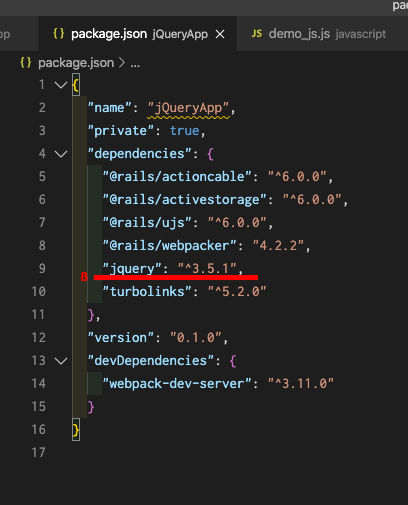 pac
pp
{} package.json jQueryApp ×
JS demo_js.js javascript
{} package.json > ...
1 {
2 "name": "jQueryApp",
3 "private": true,
4 "dependencies": {
5 "@rails/actioncable": "^6.0.0",
6 "@rails/activestorage": "^6.0.0",
7 "@rails/ujs": "^6.0.0",
8 "@rails/webpacker": "4.2.2",
9 "jquery": "^3.5.1",
10 "turbolinks": "^5.2.0"
11 },
12 "version": "0.1.0",
13 "devDependencies": {
14 "webpack-dev-server": "^3.11.0"
15 }
16 }
17